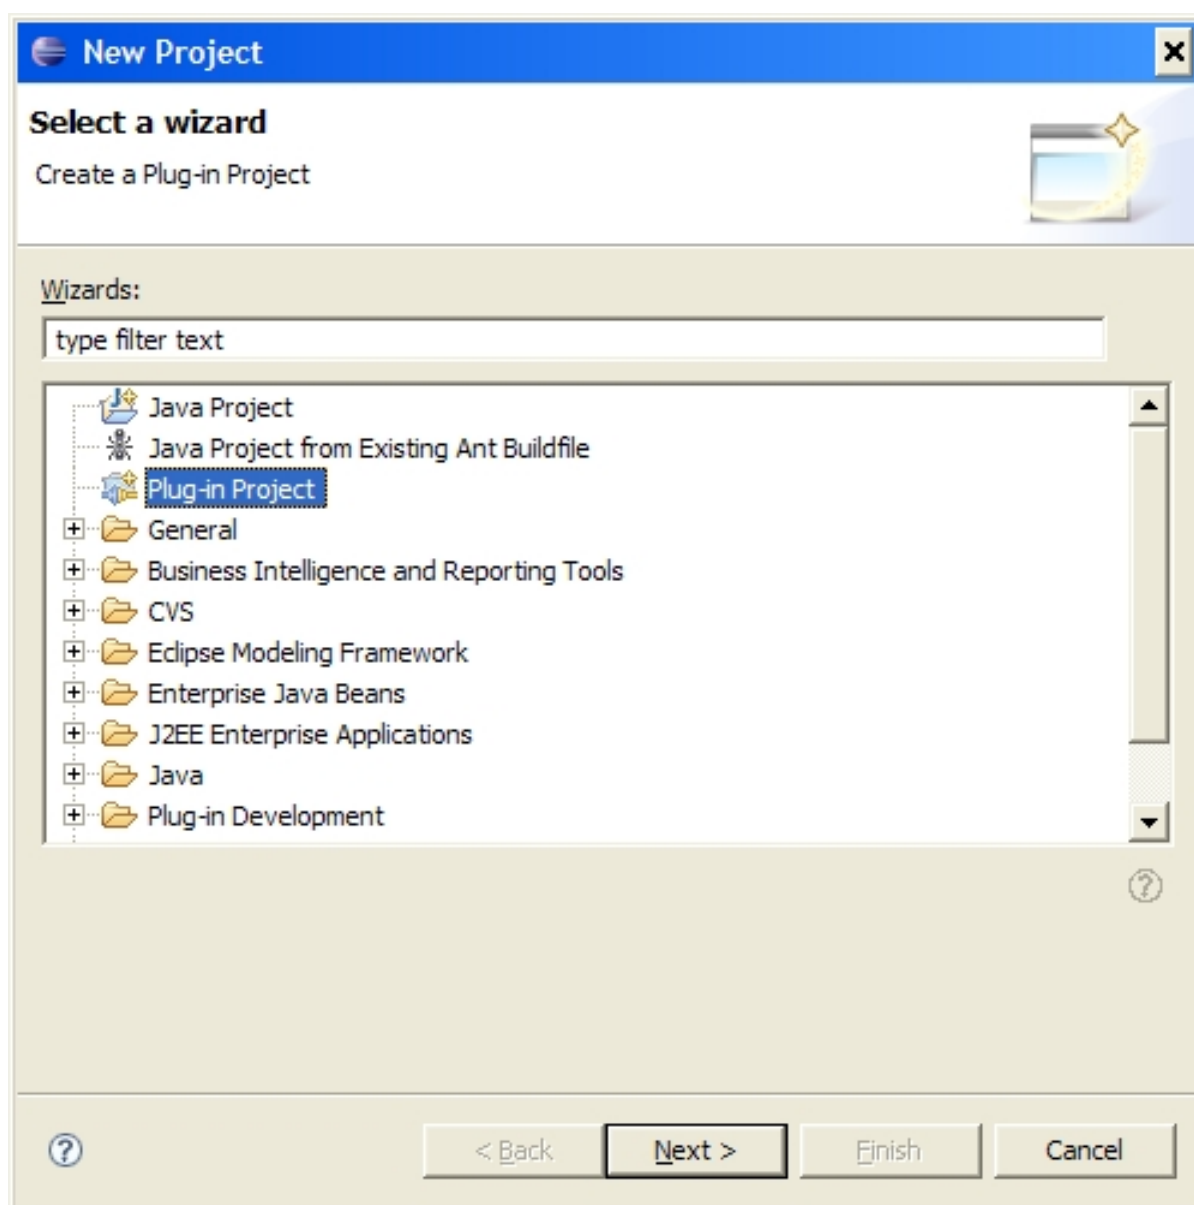 New Project
Select a wizard
Create a Plug-in Project
Wizards:
type filter text
Java Project
Java Project from Existing Ant Buildfile
Plug-in Project
General
Business Intelligence and Reporting Tools
CVS
Eclipse Modeling Framework
Enterprise Java Beans
J2EE Enterprise Applications
Java
Plug-in Development
< Back Next > Finish Cancel